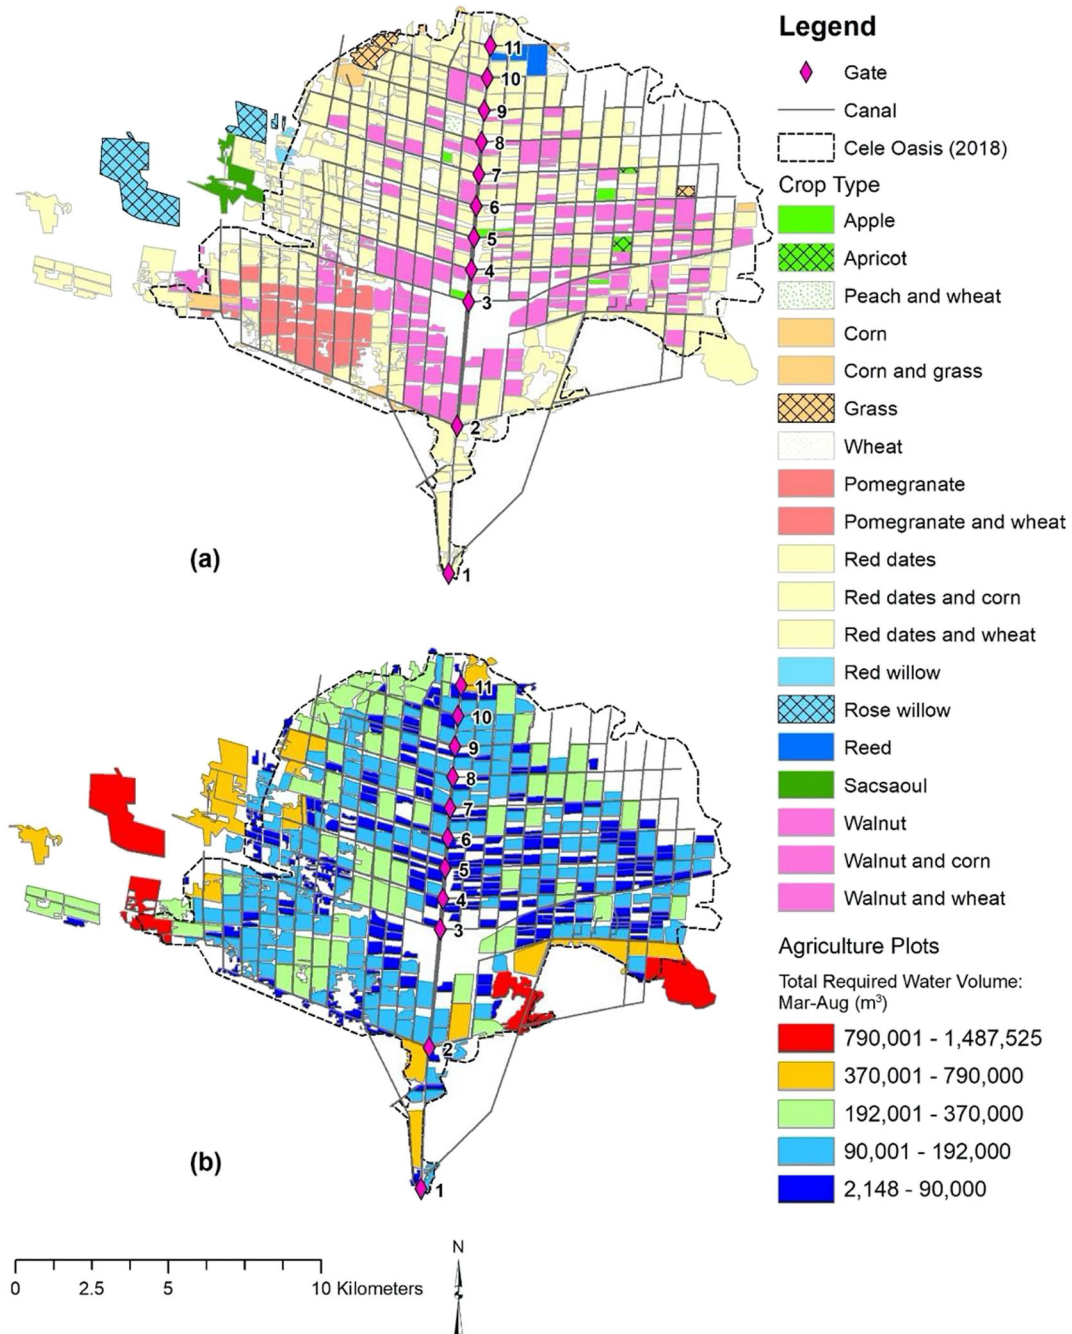 11
10
9
8
7
6
5
4
3
2
1
(a)
11
10
9
8
7
6
5
4
3
2
1
(b)
0 2.5 5 10 Kilometers
N
Legend
Gate
Canal
Cele Oasis (2018)
Crop Type
Apple
Apricot
Peach and wheat
Corn
Corn and grass
Grass
Wheat
Pomegranate
Pomegranate and wheat
Red dates
Red dates and corn
Red dates and wheat
Red willow
Rose willow
Reed
Sacsaoul
Walnut
Walnut and corn
Walnut and wheat
Agriculture Plots
Total Required Water Volume:
Mar-Aug (m³)
790,001 - 1,487,525
370,001 - 790,000
192,001 - 370,000
90,001 - 192,000
2,148 - 90,000